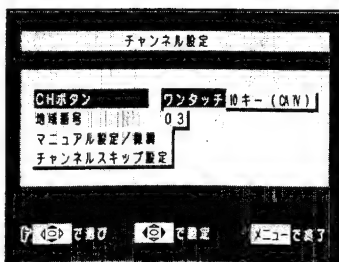 チャンネル設定
CHボタン ワンタッチ 10キー(CATV)
地域番号 03
マニュアル設定/微調
チャンネルスキップ設定
で選び で設定 メニューで終了